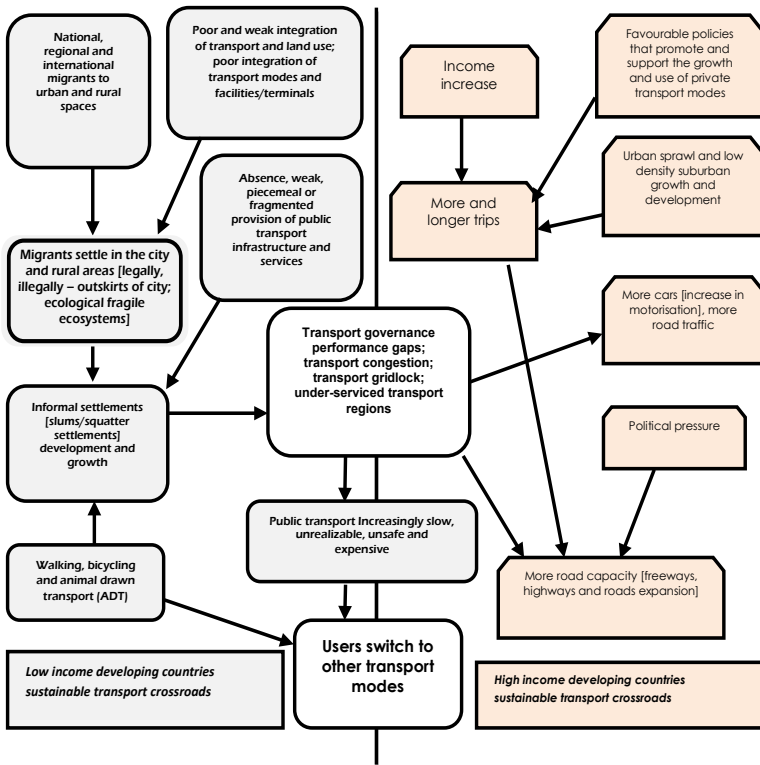 National,
regional and
international
migrants to
urban and rural
spaces
Poor and weak integration
of transport and land use;
poor integration of
transport modes and
facilities/terminals
Absence, weak,
piecemeal or
fragmented
provision of public
transport
infrastructure and
services
Migrants settle in the city
and rural areas [legally,
illegally – outskirts of city;
ecological fragile
ecosystems]
Informal settlements
[slums/squatter
settlements]
development and
growth
Walking, bicycling
and animal drawn
transport (ADT)
Low income developing countries
sustainable transport crossroads
Transport governance
performance gaps;
transport congestion;
transport gridlock;
under-serviced transport
regions
Public transport Increasingly slow,
unrealizable, unsafe and
expensive
Users switch to
other transport
modes
Income
increase
Favourable policies
that promote and
support the growth
and use of private
transport modes
More and
longer trips
Urban sprawl and low
density suburban
growth and
development
More cars [increase in
motorisation], more
road traffic
Political pressure
More road capacity [freeways,
highways and roads expansion]
High income developing countries
sustainable transport crossroads